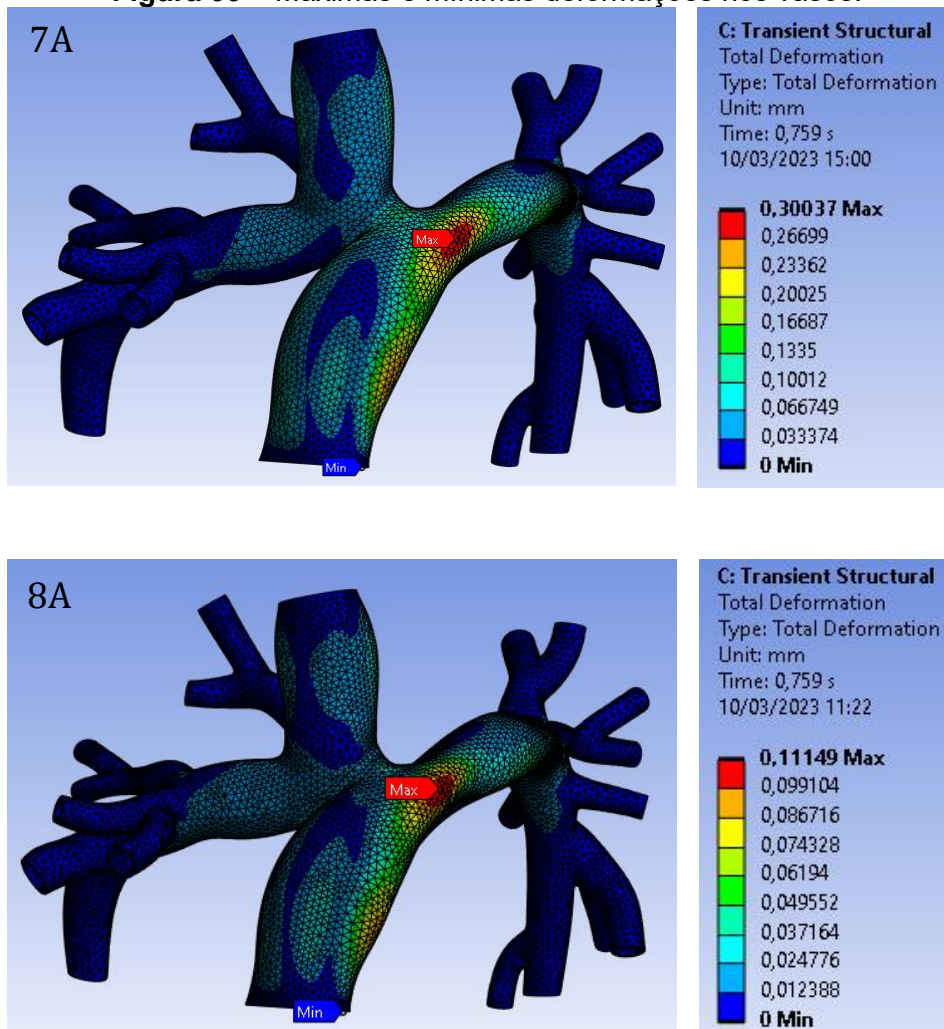 7A
C: Transient Structural
Total Deformation
Type: Total Deformation
Unit: mm
Time: 0,759 s
10/03/2023 15:00
0,30037 Max
0,26699
0,23362
0,20025
0,16687
0,1335
0,10012
0,066749
0,033374
0 Min
Max
Min
8A
C: Transient Structural
Total Deformation
Type: Total Deformation
Unit: mm
Time: 0,759 s
10/03/2023 11:22
0,11149 Max
0,099104
0,086716
0,074328
0,06194
0,049552
0,037164
0,024776
0,012388
0 Min
Max
Min